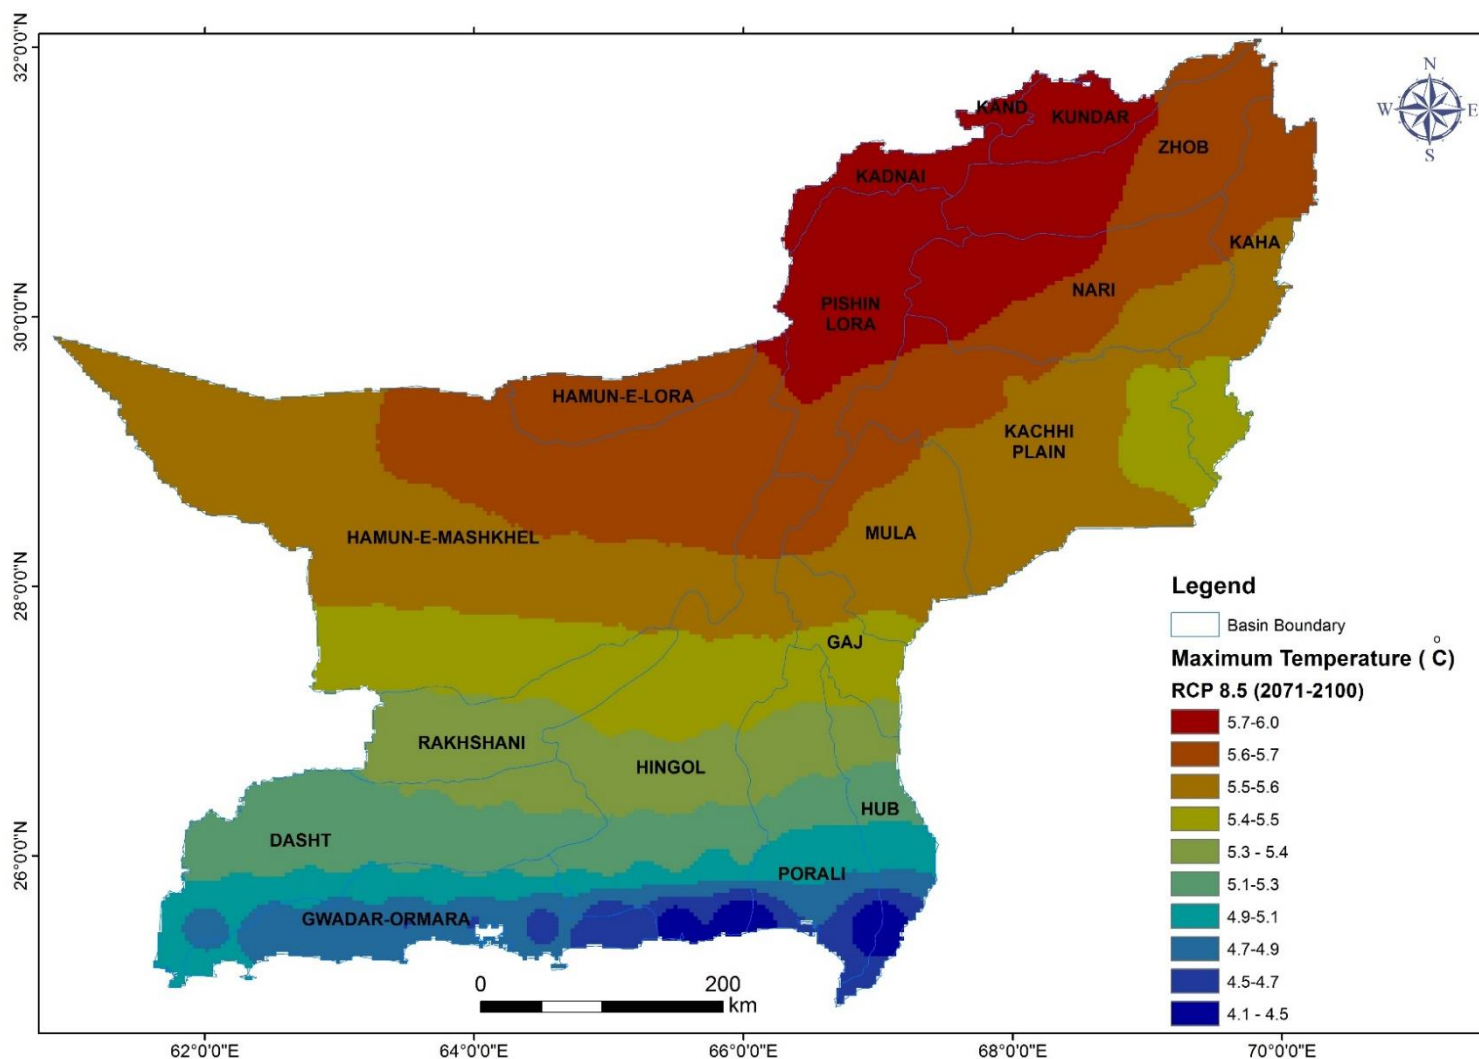 32°0'0"N
30°0'0"N
28°0'0"N
26°0'0"N
N
W
E
S
KAND
KUNDAR
ZHOB
KADNAI
KAHA
NARI
PISHIN
LORA
HAMUN-E-LORA
KACHHI
PLAIN
HAMUN-E-MASHKHEL
MULA
GAJ
RAKHSHANI
HINGOL
HUB
DASHT
PORALI
GWADAR-ORMARA
0
200
km
Legend
Basin Boundary
Maximum Temperature ( °C)
RCP 8.5 (2071-2100)
5.7-6.0
5.6-5.7
5.5-5.6
5.4-5.5
5.3 - 5.4
5.1-5.3
4.9-5.1
4.7-4.9
4.5-4.7
4.1 - 4.5
62°0'0"E
64°0'0"E
66°0'0"E
68°0'0"E
70°0'0"E